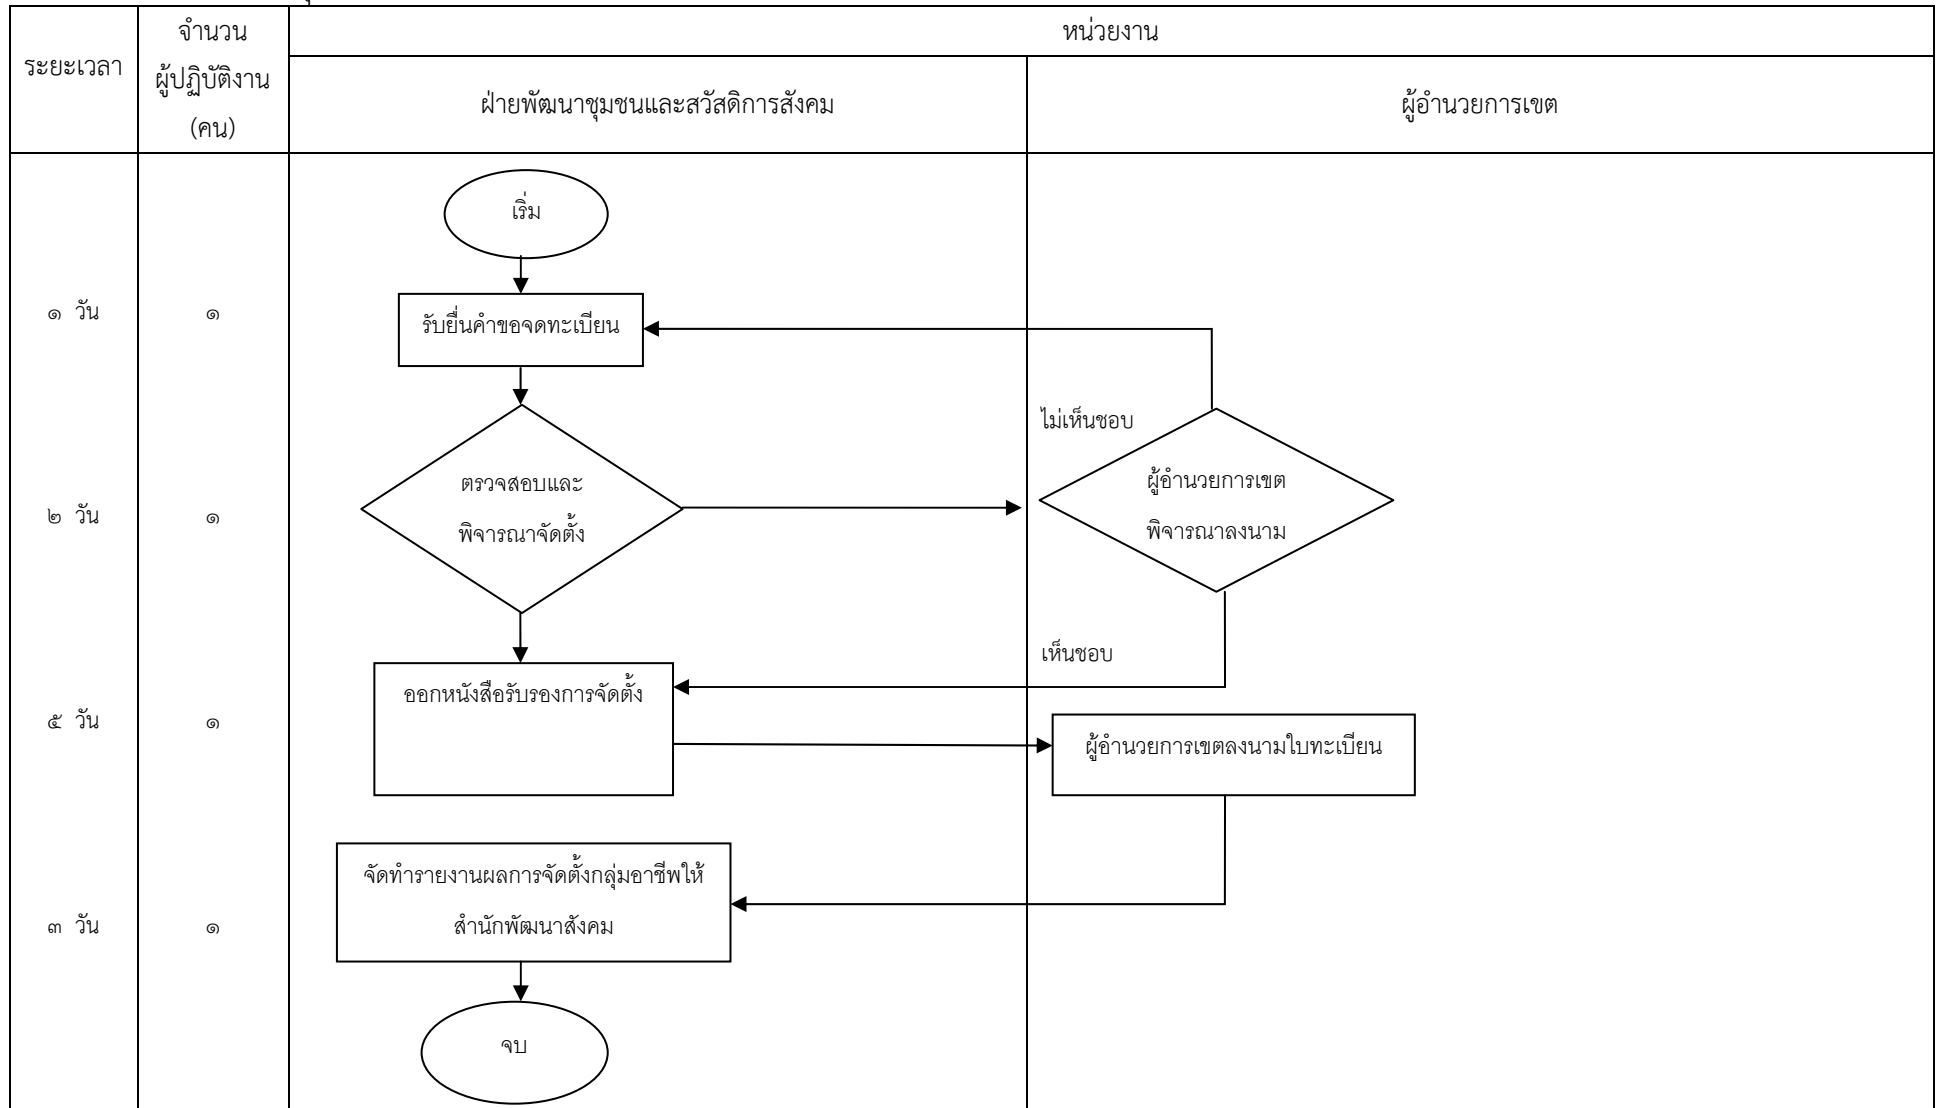 ระยะเวลา
จำนวน
ผู้ปฏิบัติงาน
(คน)
หน่วยงาน
ฝ่ายพัฒนาชุมชนและสวัสดิการสังคม
ผู้อำนวยการเขต
เริ่ม
๑ วัน
๑
รับยื่นคำขอจดทะเบียน
ไม่เห็นชอบ
๒ วัน
๑
ตรวจสอบและ
พิจารณาจัดตั้ง
ผู้อำนวยการเขต
พิจารณาลงนาม
เห็นชอบ
๕ วัน
๑
ออกหนังสือรับรองการจัดตั้ง
ผู้อำนวยการเขตลงนามใบทะเบียน
๓ วัน
๑
จัดทำรายงานผลการจัดตั้งกลุ่มอาชีพให้
สำนักพัฒนาสังคม
จบ